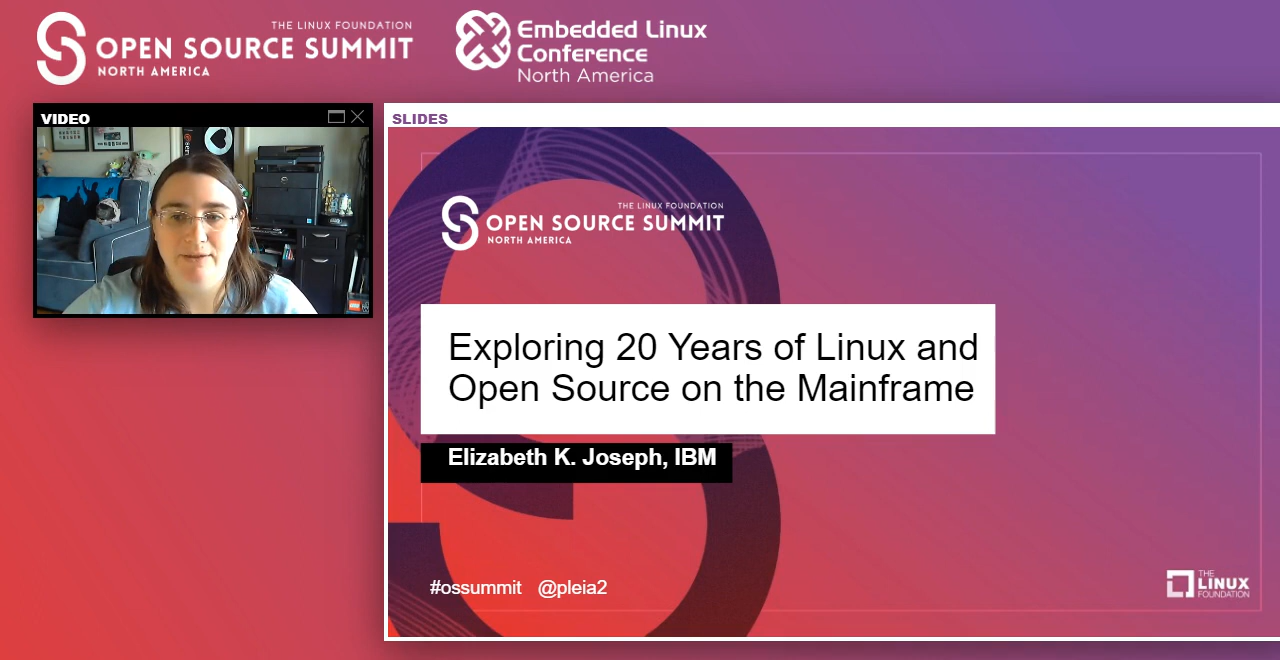 THE LINUX FOUNDATION
OPEN SOURCE SUMMIT
NORTH AMERICA
Embedded Linux
Conference
North America
VIDEO
SLIDES
THE LINUX FOUNDATION
OPEN SOURCE SUMMIT
NORTH AMERICA
Exploring 20 Years of Linux and
Open Source on the Mainframe
Elizabeth K. Joseph, IBM
#ossummit @pleia2
THE
LINUX
FOUNDATION